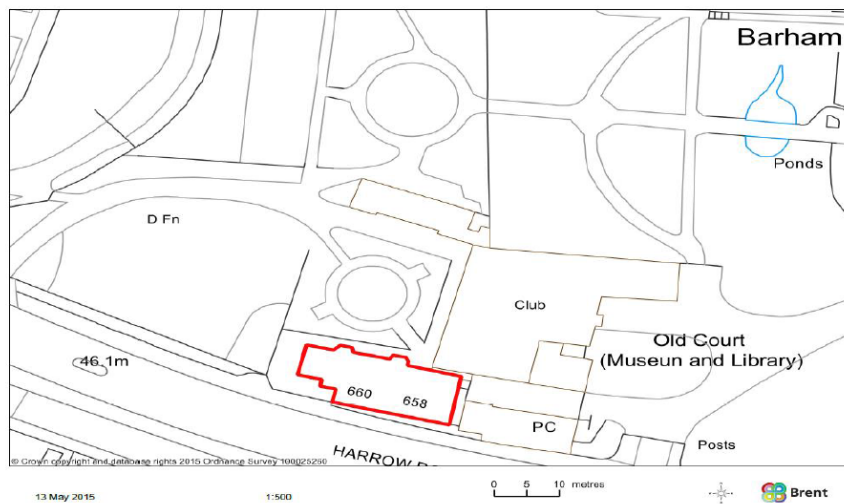 Barham
Ponds
D Fn
Club
Old Court
(Museun and Library)
46.1m
660
658
PC
Posts
HARROW
© Crown copyright and database rights 2015 Ordnance Survey 100025260
0 5 10 metres
13 May 2015
1:500
Brent